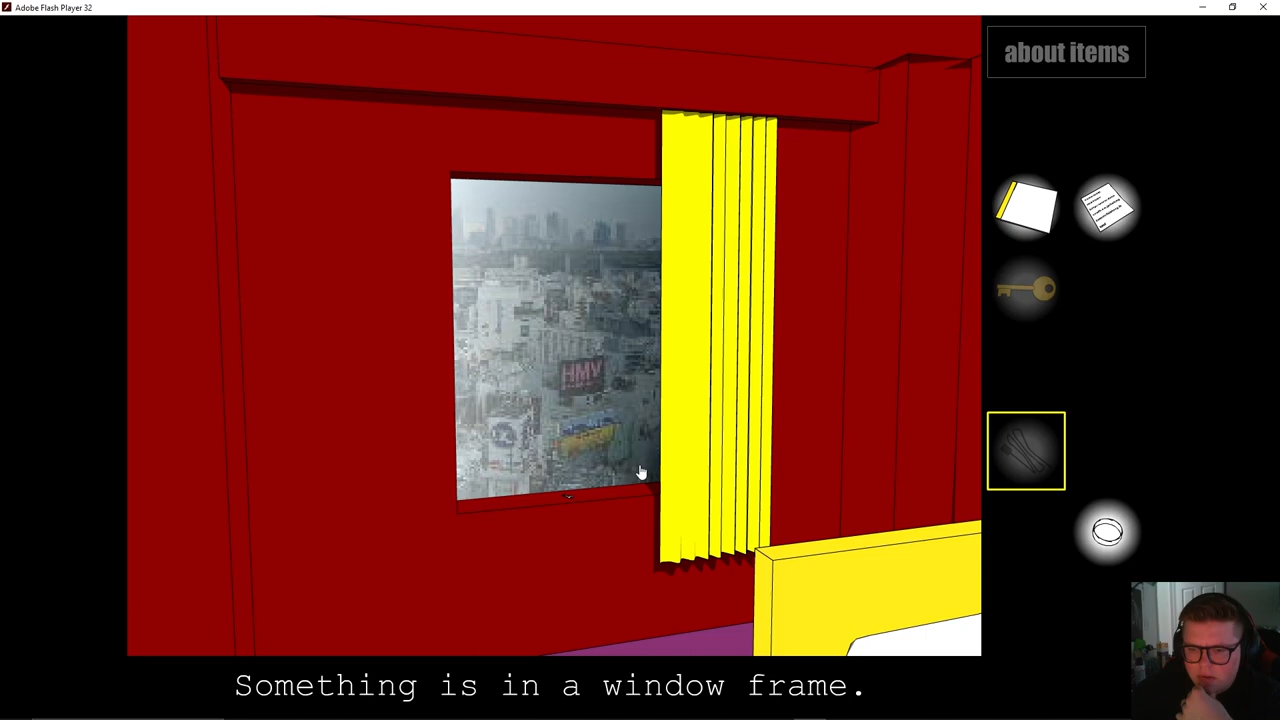 Adobe Flash Player 32
about items
HMV
Something is in a window frame.